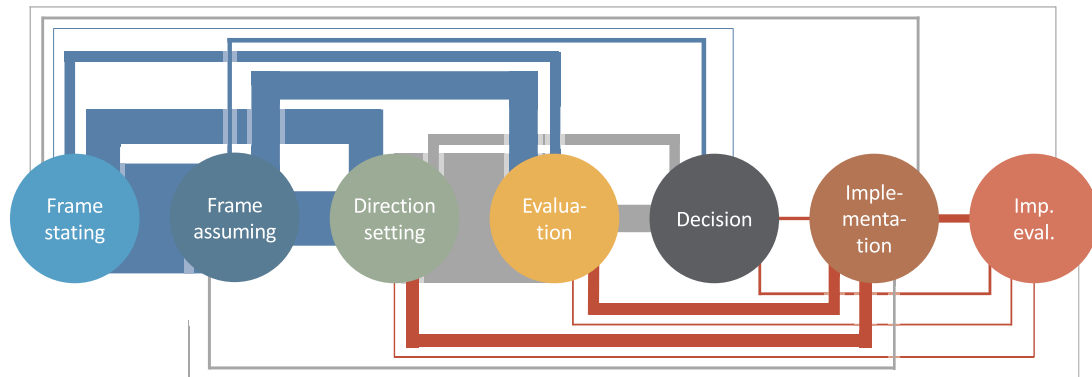 Frame
stating
Frame
assuming
Direction
setting
Evalua-
tion
Decision
Imple-
menta-
tion
Imp.
eval.